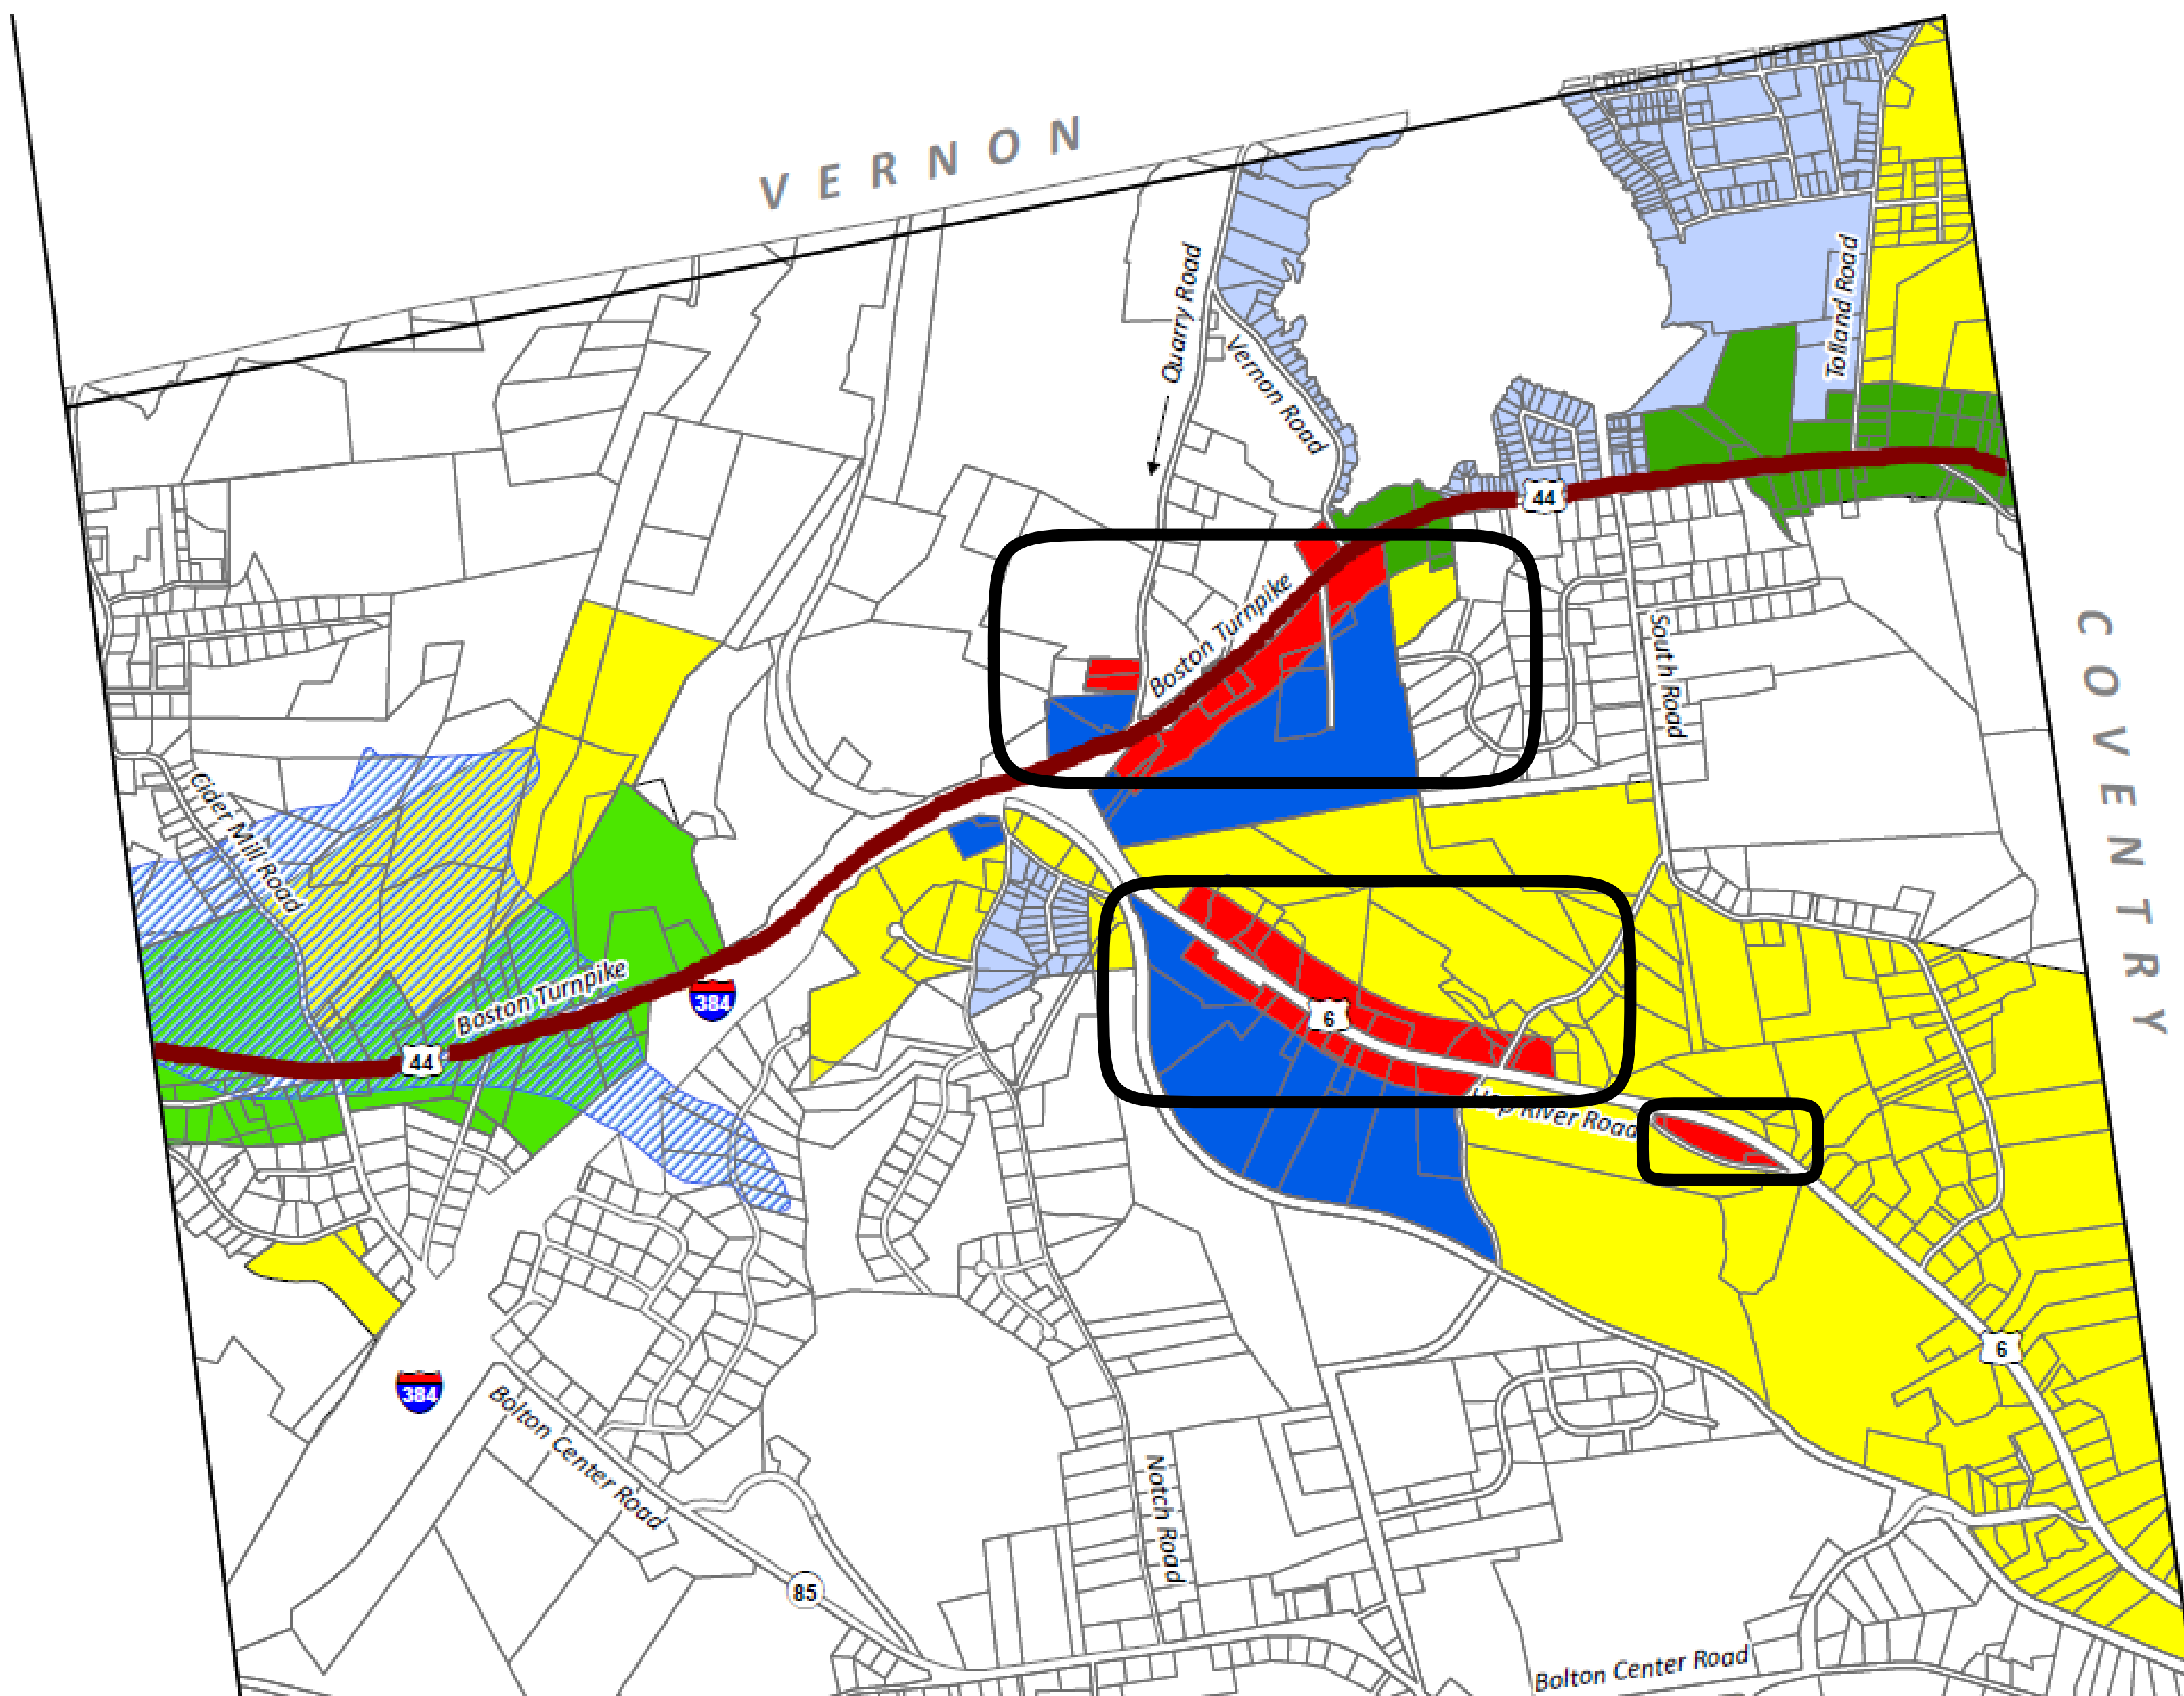 VERNON
Tolland Road
Quarry Road
Vernon Road
44
Boston Turnpike
South Road
COVENTRY
Cider Mill Road
Boston Turnpike
384
44
6
Hop River Road
6
384
Bolton Center Road
Notch Road
85
Bolton Center Road